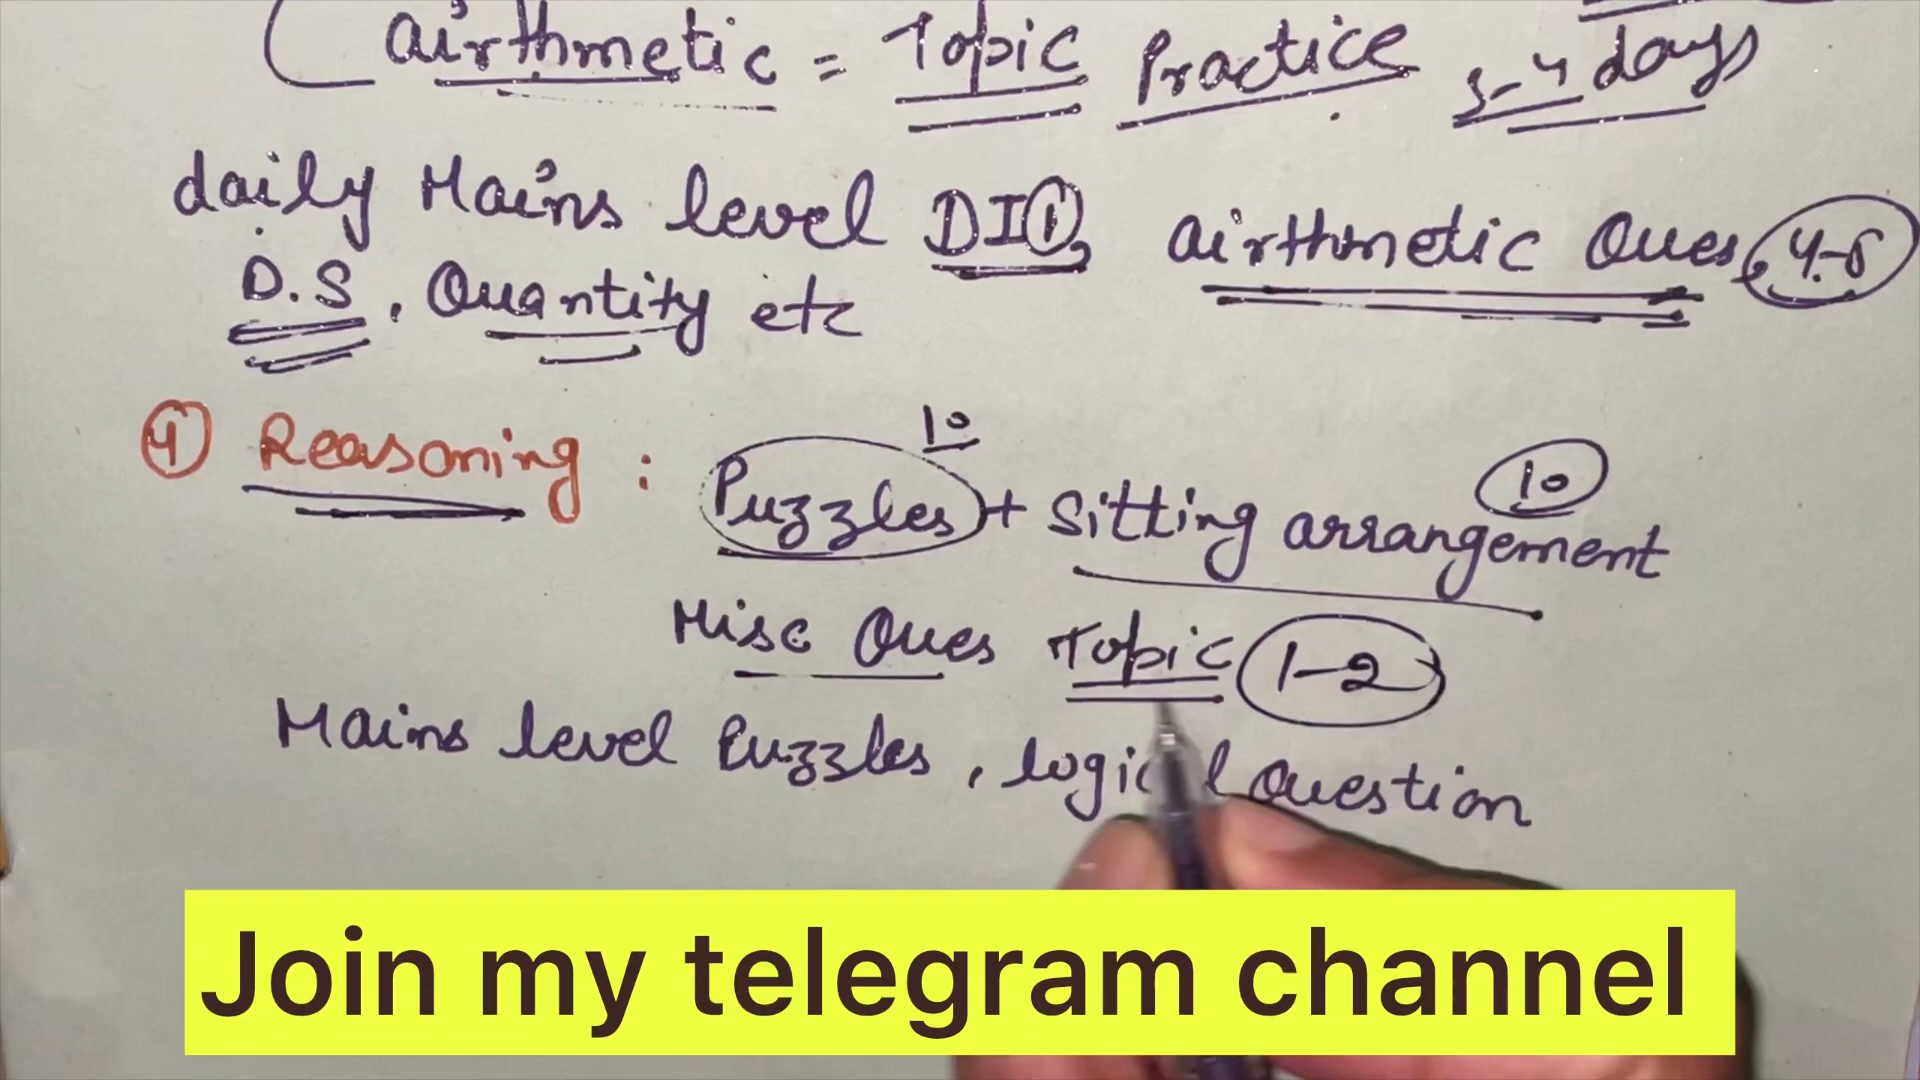 airthmetic = Topic Practice 3-4 days
daily Mains level DI 1, airthmetic Ques, 4-5
D.S, Quantity etc
10
4 Reasoning : Puzzles + Sitting arrangement 10
Misc Ques Topic 1-2
Mains level Puzzles, logical question
Join my telegram channel